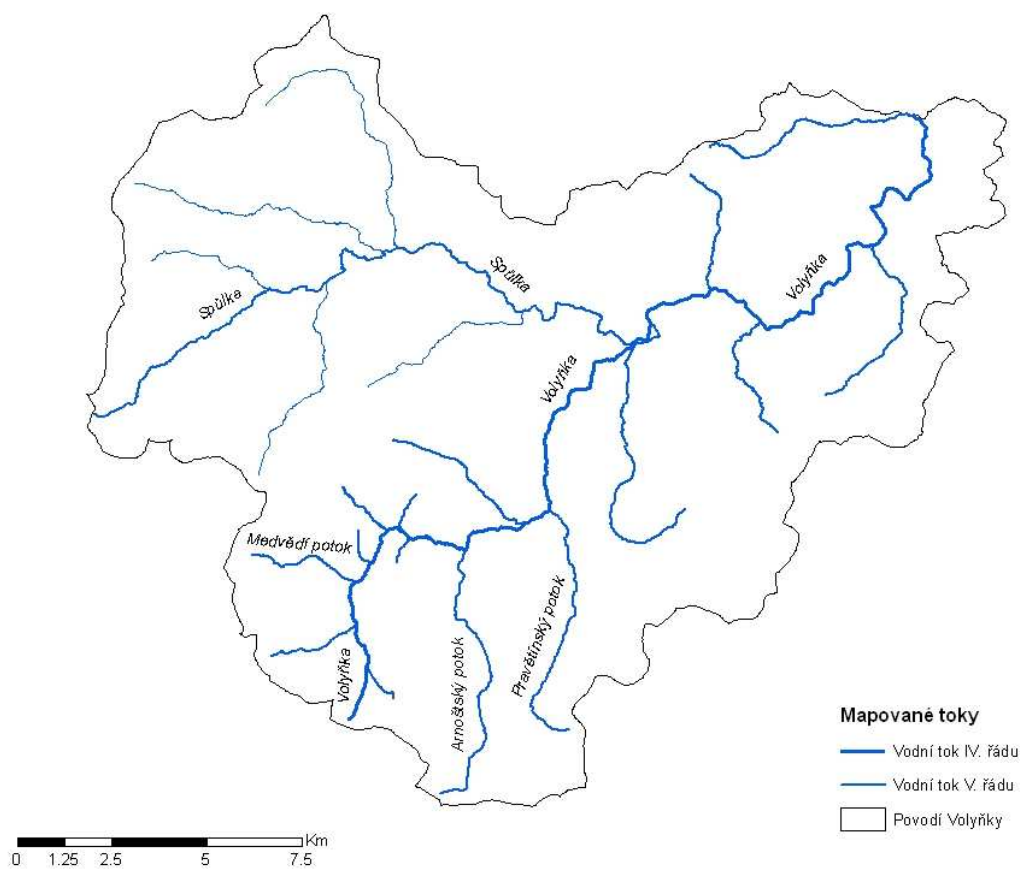 Spůlka
Spůlka
Volyňka
Volyňka
Medvědí potok
Volyňka
Arnoštský potok
Pravětínský potok
Mapované toky
Vodní tok IV. řádu
Vodní tok V. řádu
Povodí Volyňky
Km
0 1.25 2.5 5 7.5